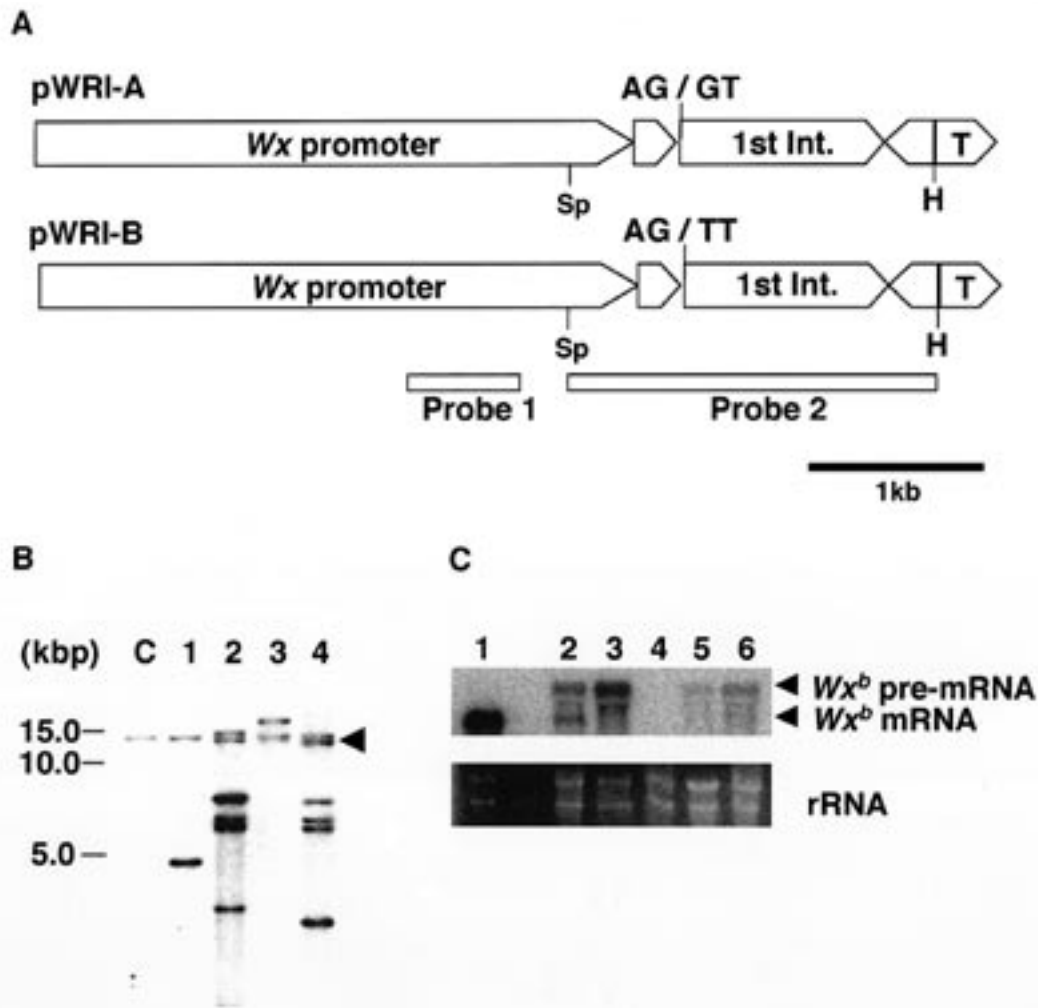 A
pWRI-A
AG / GT
Wx promoter
1st Int.
T
Sp
H
pWRI-B
AG / TT
Wx promoter
1st Int.
T
Sp
H
Probe 1
Probe 2
1kb
B
(kbp) C 1 2 3 4
15.0
10.0
5.0
C
1 2 3 4 5 6
Wxᵇ pre-mRNA
Wxᵇ mRNA
rRNA